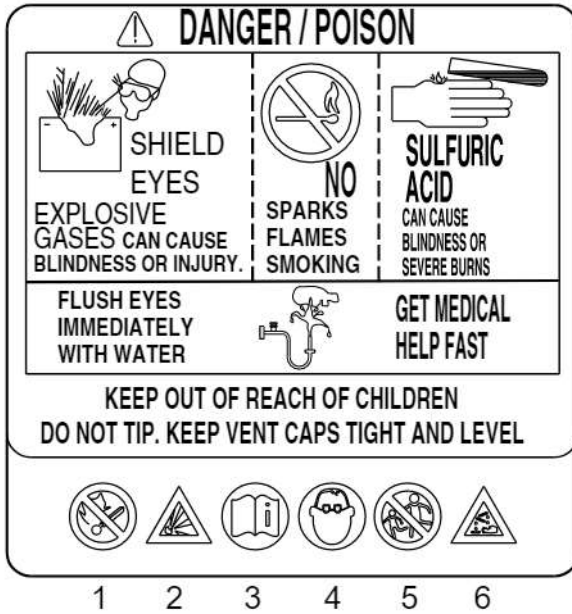 DANGER / POISON
SHIELD
EYES
EXPLOSIVE
GASES CAN CAUSE
BLINDNESS OR INJURY.
NO
SPARKS
FLAMES
SMOKING
SULFURIC
ACID
CAN CAUSE
BLINDNESS OR
SEVERE BURNS
FLUSH EYES
IMMEDIATELY
WITH WATER
GET MEDICAL
HELP FAST
KEEP OUT OF REACH OF CHILDREN
DO NOT TIP. KEEP VENT CAPS TIGHT AND LEVEL
1 2 3 4 5 6